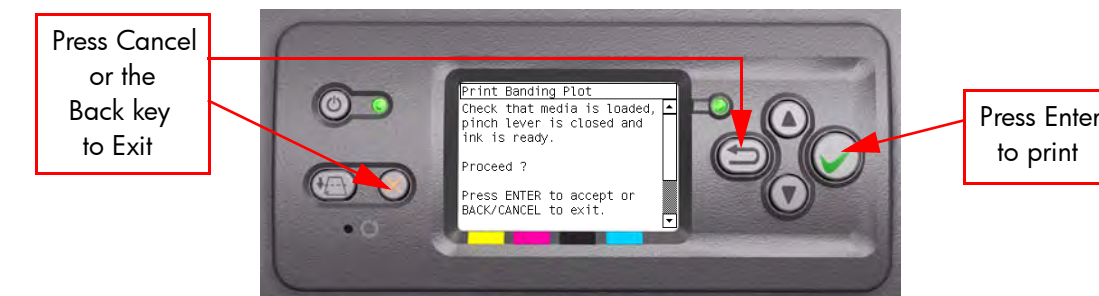 Press Cancel
or the
Back key
to Exit
Print Banding Plot
Check that media is loaded,
pinch lever is closed and
ink is ready.
Proceed ?
Press ENTER to accept or
BACK/CANCEL to exit.
Press Enter
to print